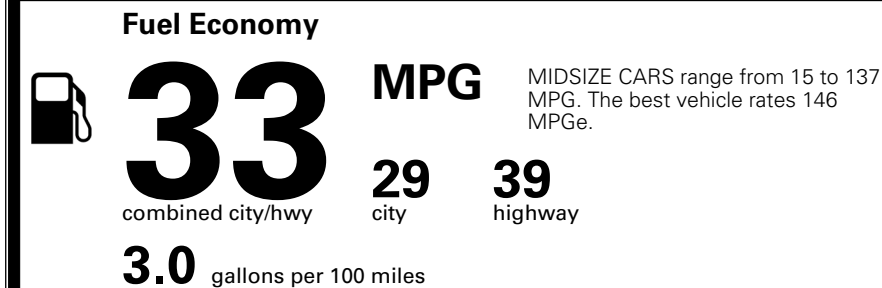 Fuel Economy
33 MPG
MIDSIZE CARS range from 15 to 137
MPG. The best vehicle rates 146
MPGe.
combined city/hwy
29
city
39
highway
3.0 gallons per 100 miles